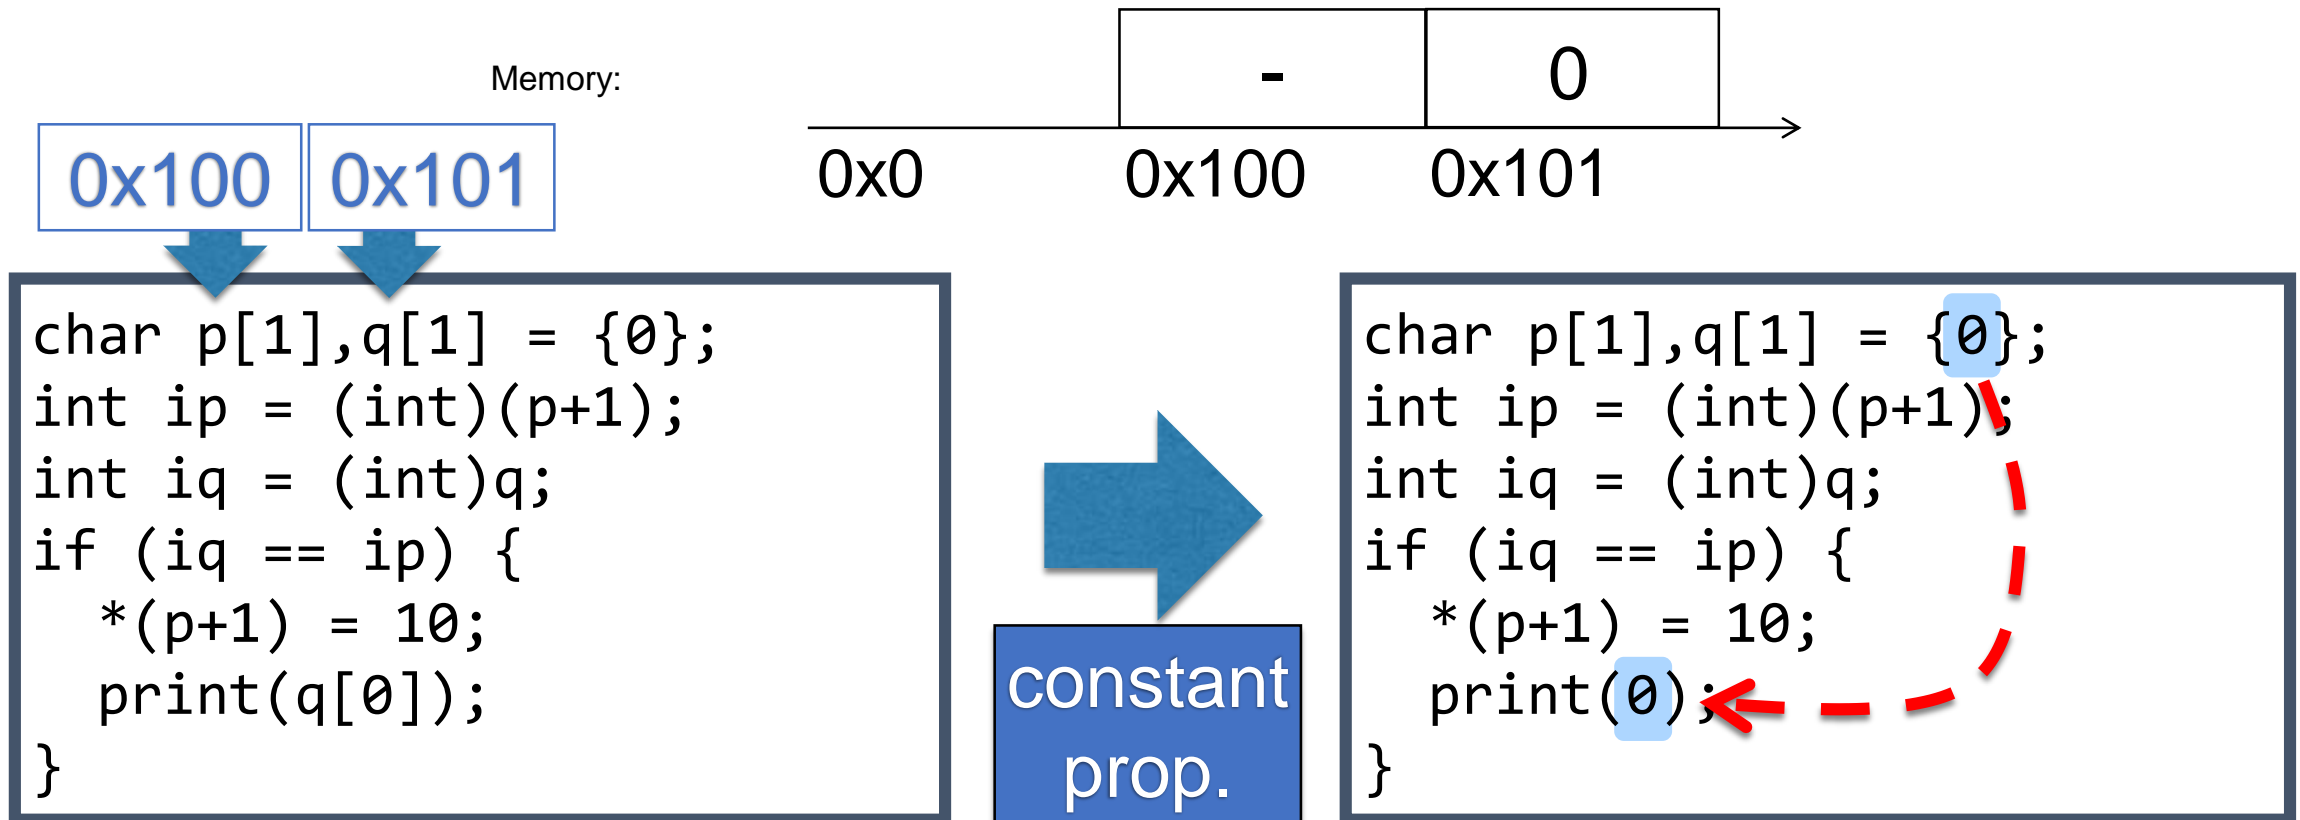 Memory:
- 0
0x0 0x100 0x101
0x100 0x101
char p[1],q[1] = {0};
int ip = (int)(p+1);
int iq = (int)q;
if (iq == ip) {
  *(p+1) = 10;
  print(q[0]);
}
constant
prop.
char p[1],q[1] = {0};
int ip = (int)(p+1);
int iq = (int)q;
if (iq == ip) {
  *(p+1) = 10;
  print(0);
}